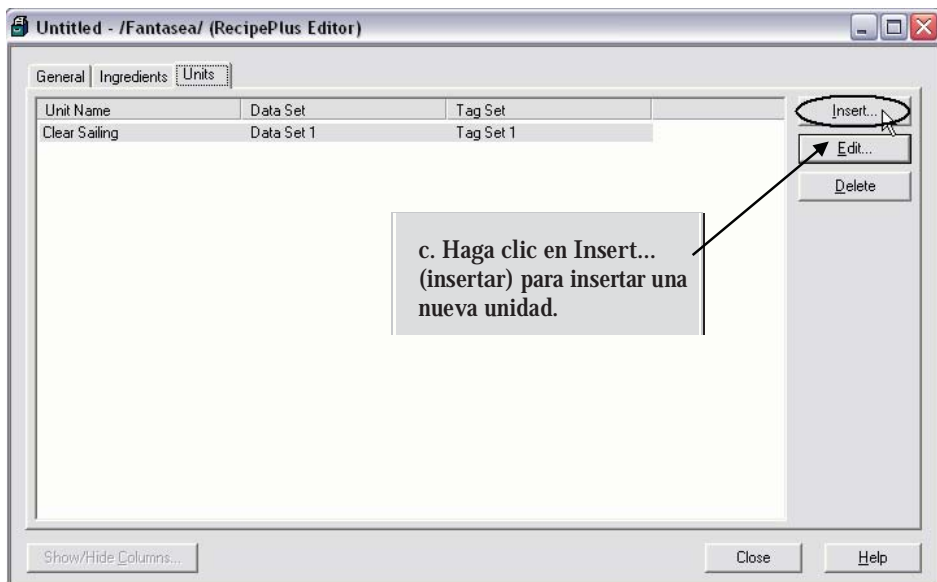 Untitled - /Fantasea/ (RecipePlus Editor)
General Ingredients Units
Unit Name Data Set Tag Set
Clear Sailing Data Set 1 Tag Set 1
Insert...
Edit...
Delete
c. Haga clic en Insert...
(insertar) para insertar una
nueva unidad.
Show/Hide Columns... Close Help